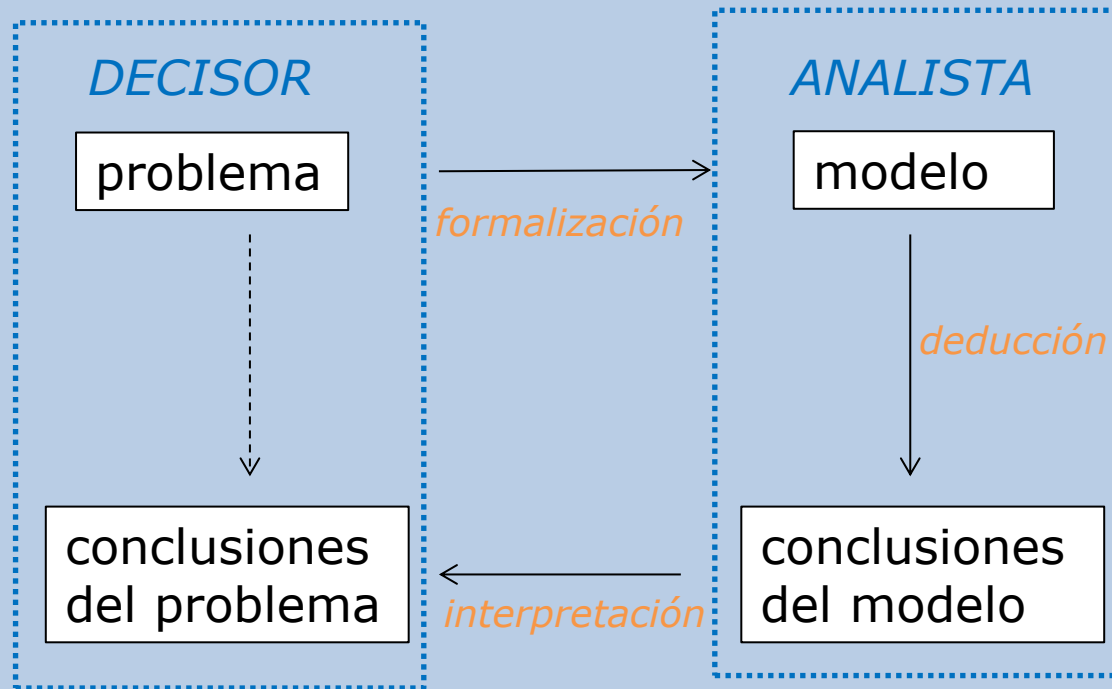 DECISOR
ANALISTA
problema
modelo
formalización
deducción
conclusiones
del problema
interpretación
conclusiones
del modelo